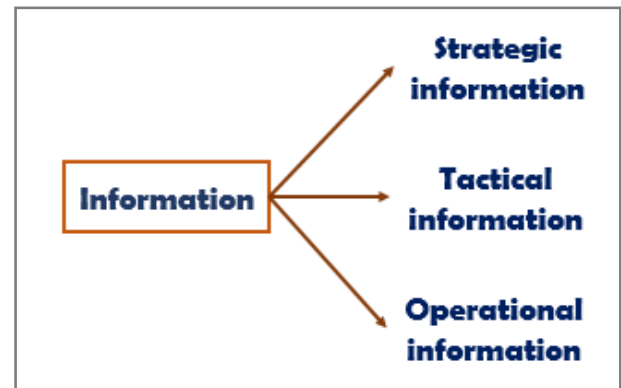 Strategic
information
Information
Tactical
information
Operational
information